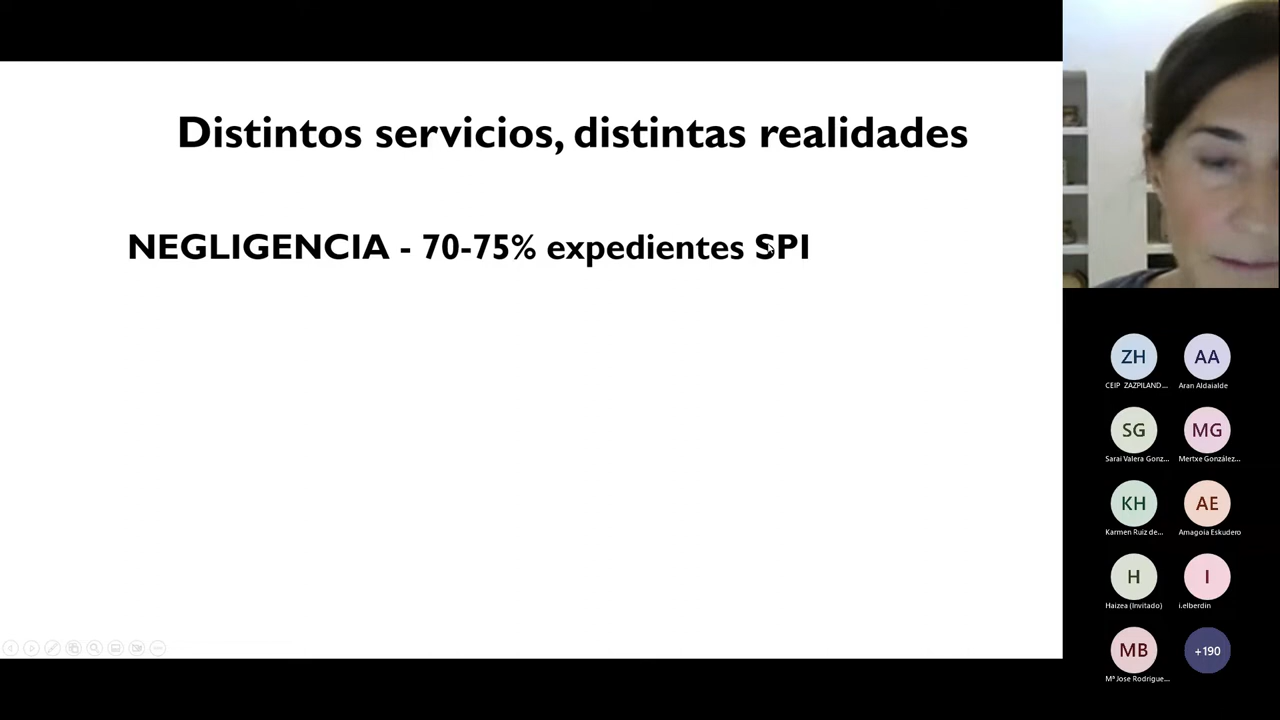 Distintos servicios, distintas realidades
NEGLIGENCIA - 70-75% expedientes SPI
ZH
AA
CEIP ZAZPILAND...
Aran Aldaialde
SG
MG
Sarai Valera Gonz...
Mertxe González...
KH
AE
Karmen Ruiz de...
Amagoia Eskudero
H
I
Haizea (Invitado)
i.elberdin
MB
+190
Mª Jose Rodrigue...